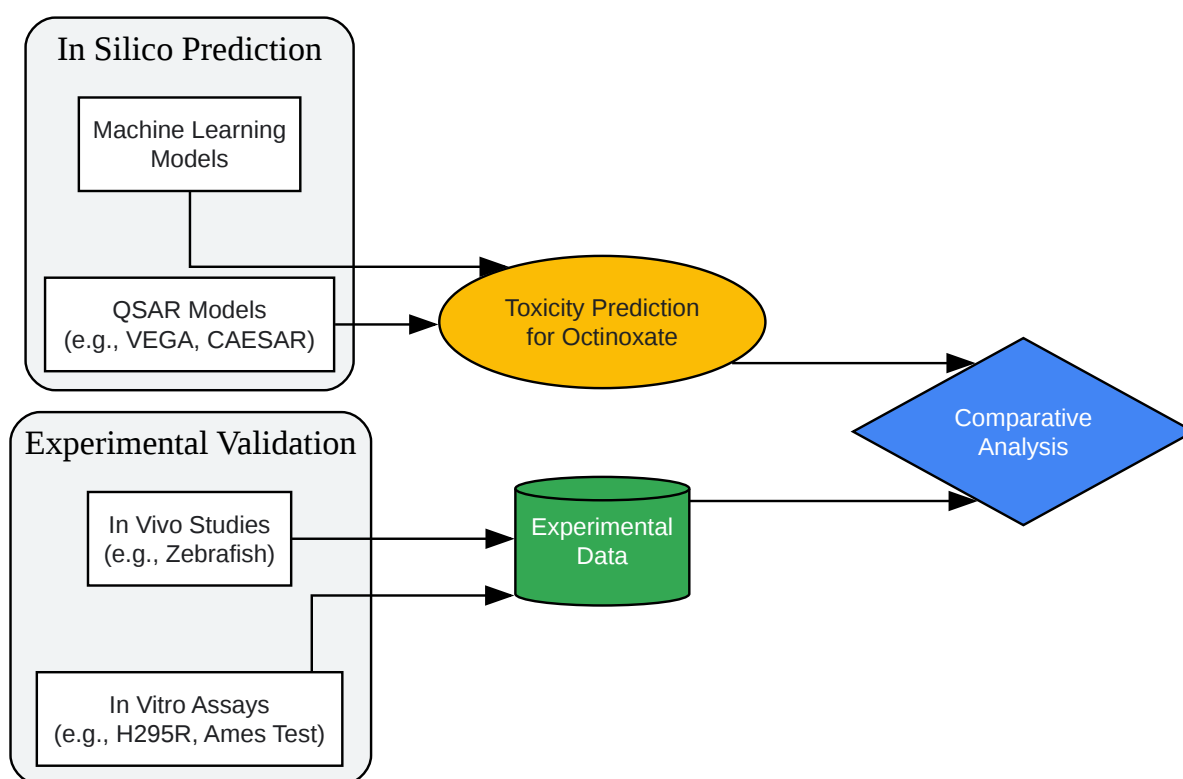 In Silico Prediction
Machine Learning
Models
QSAR Models
(e.g., VEGA, CAESAR)
Toxicity Prediction
for Octinoxate
Comparative
Analysis
Experimental Validation
In Vivo Studies
(e.g., Zebrafish)
Experimental
Data
In Vitro Assays
(e.g., H295R, Ames Test)